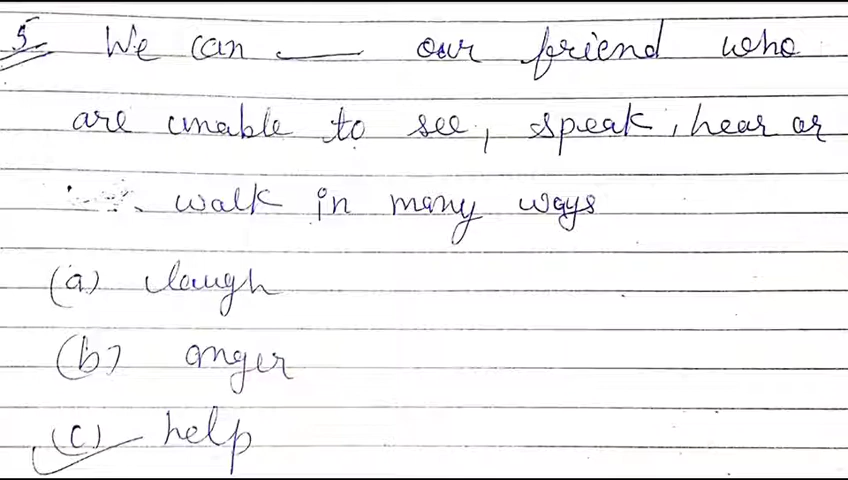 5 We can — our friend who
are unable to see, speak, hear or
walk in many ways
(a) laugh
(b) anger
(c) help